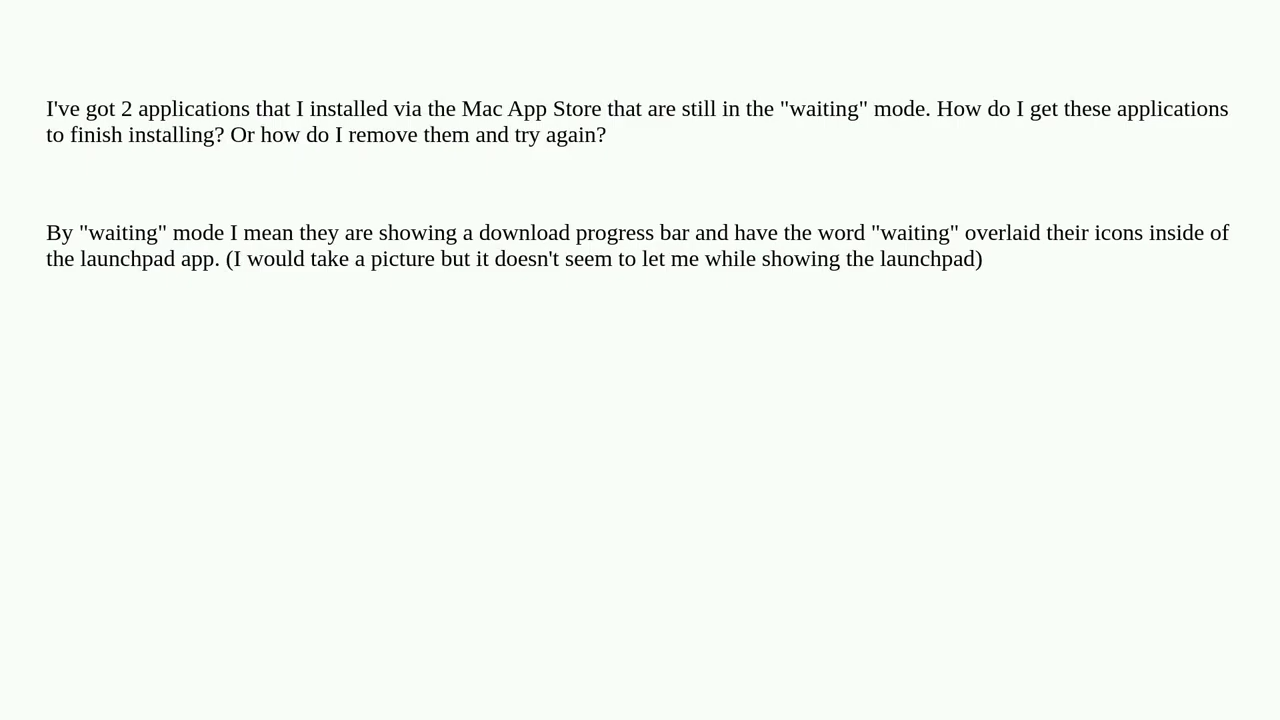 I've got 2 applications that I installed via the Mac App Store that are still in the "waiting" mode. How do I get these applications
to finish installing? Or how do I remove them and try again?
By "waiting" mode I mean they are showing a download progress bar and have the word "waiting" overlaid their icons inside of
the launchpad app. (I would take a picture but it doesn't seem to let me while showing the launchpad)